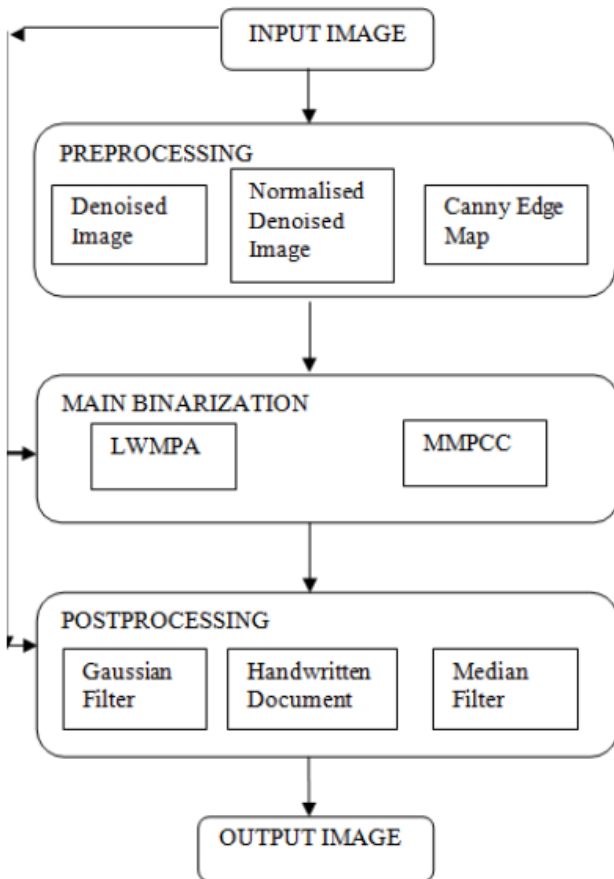 INPUT IMAGE
PREPROCESSING
Denoised
Image
Normalised
Denoised
Image
Canny Edge
Map
MAIN BINARIZATION
LWMPA
MMPCC
POSTPROCESSING
Gaussian
Filter
Handwritten
Document
Median
Filter
OUTPUT IMAGE